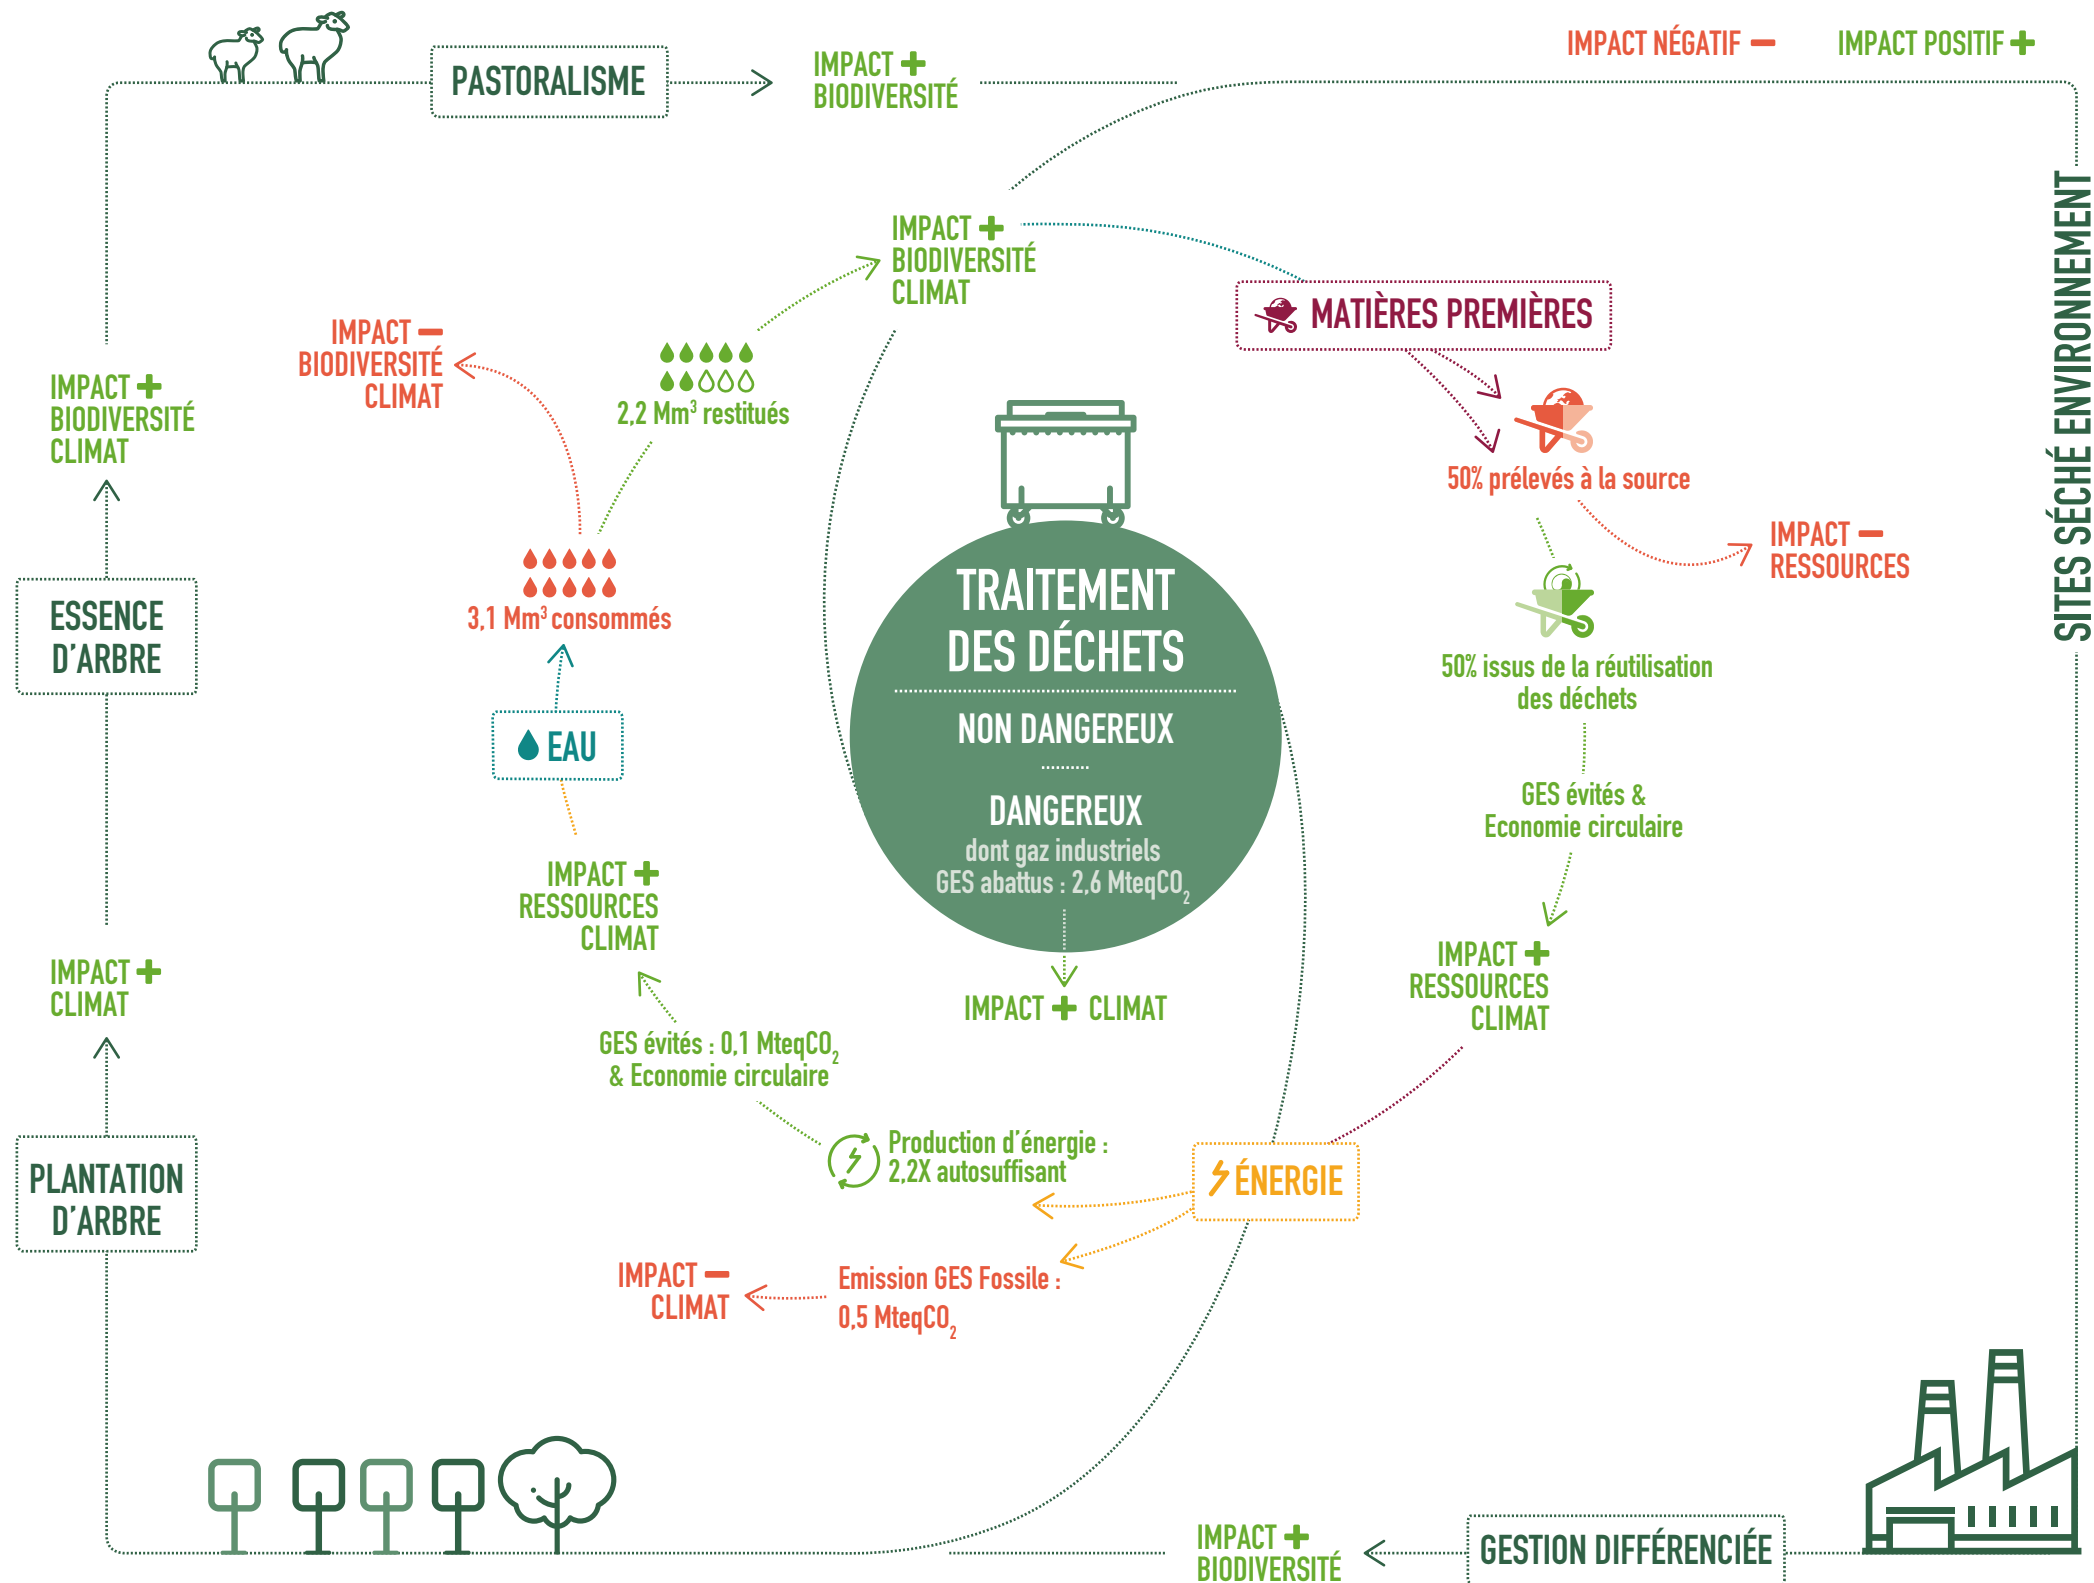 IMPACT NÉGATIF −
IMPACT POSITIF +
PASTORALISME
IMPACT +
BIODIVERSITÉ
SITES SÉCHÉ ENVIRONNEMENT
IMPACT +
BIODIVERSITÉ
CLIMAT
MATIÈRES PREMIÈRES
IMPACT −
BIODIVERSITÉ
CLIMAT
2,2 Mm³ restitués
IMPACT +
BIODIVERSITÉ
CLIMAT
50% prélevés à la source
IMPACT −
RESSOURCES
3,1 Mm³ consommés
ESSENCE
D'ARBRE
TRAITEMENT
DES DÉCHETS
NON DANGEREUX
DANGEREUX
dont gaz industriels
GES abattus : 2,6 MteqCO₂
IMPACT + CLIMAT
50% issus de la réutilisation
des déchets
EAU
GES évités &
Economie circulaire
IMPACT +
RESSOURCES
CLIMAT
IMPACT +
RESSOURCES
CLIMAT
IMPACT +
CLIMAT
GES évités : 0,1 MteqCO₂
& Economie circulaire
Production d'énergie :
2,2X autosuffisant
ÉNERGIE
PLANTATION
D'ARBRE
IMPACT −
CLIMAT
Emission GES Fossile :
0,5 MteqCO₂
IMPACT +
BIODIVERSITÉ
GESTION DIFFÉRENCIÉE